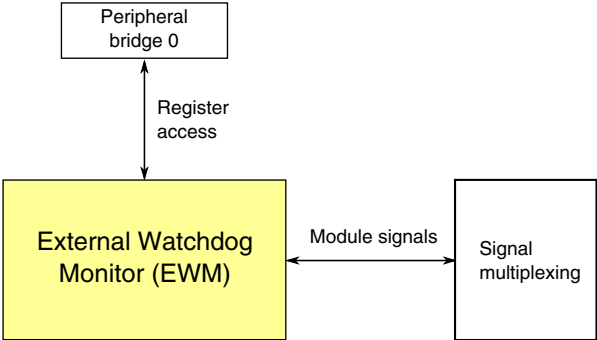 Peripheral
bridge 0
Register
access
External Watchdog
Monitor (EWM)
Module signals
Signal
multiplexing